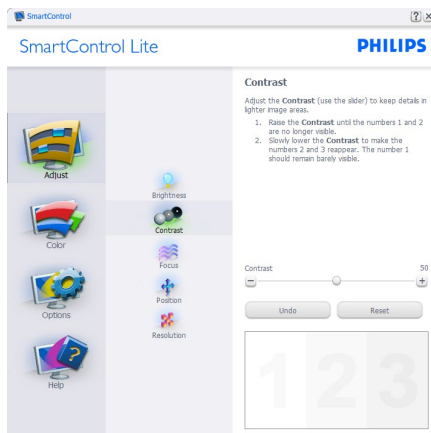 SmartControl
SmartControl Lite
PHILIPS
Adjust
Color
Options
Help
Brightness
Contrast
Focus
Position
Resolution
Contrast
Adjust the Contrast (use the slider) to keep details in
lighter image areas.
1. Raise the Contrast until the numbers 1 and 2
are no longer visible.
2. Slowly lower the Contrast to make the
numbers 2 and 3 reappear. The number 1
should remain barely visible.
Contrast 50
Undo Reset
1 2 3